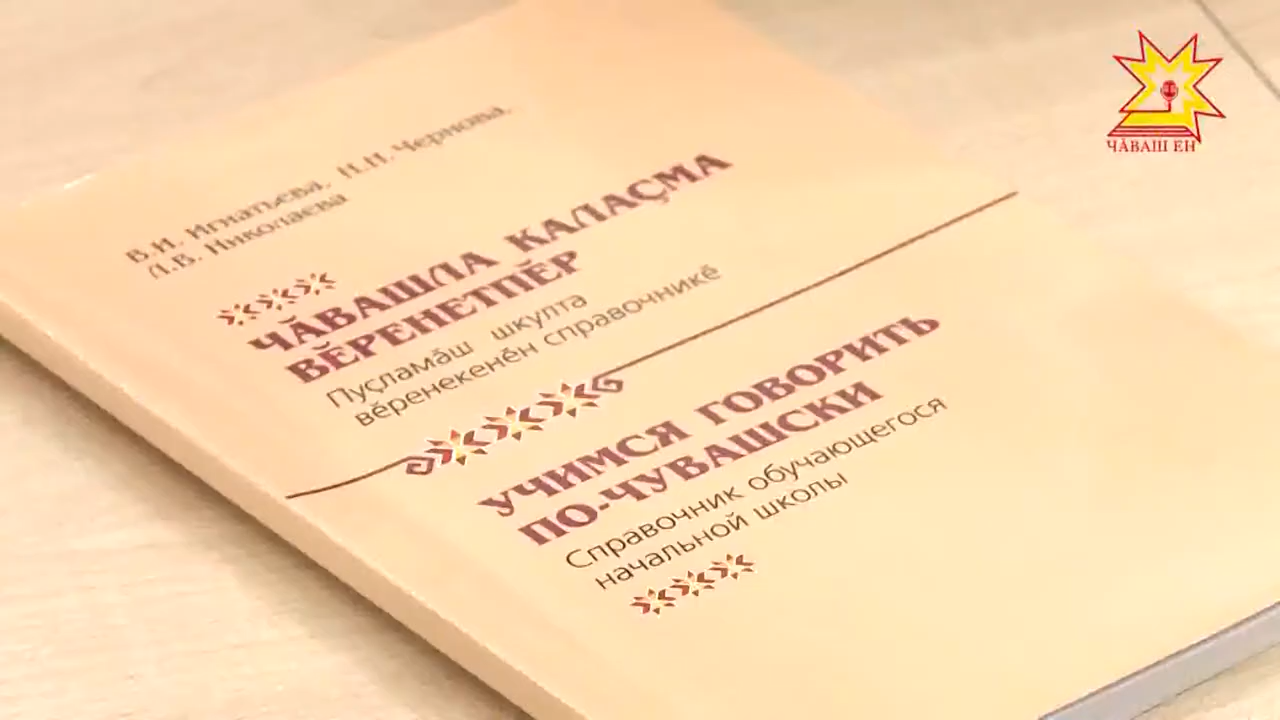 В.И. Игнатьева, Н.Н. Чернова,
Л.В. Николаева
ЧӐВАШЛА КАЛАҪМА
ВӖРЕНЕТПӖР
Пуҫламӑш шкулта
вӗренекенӗн справочникӗ
УЧИМСЯ ГОВОРИТЬ
ПО-ЧУВАШСКИ
Справочник обучающегося
начальной школы
ЧӐВАШ ЕН